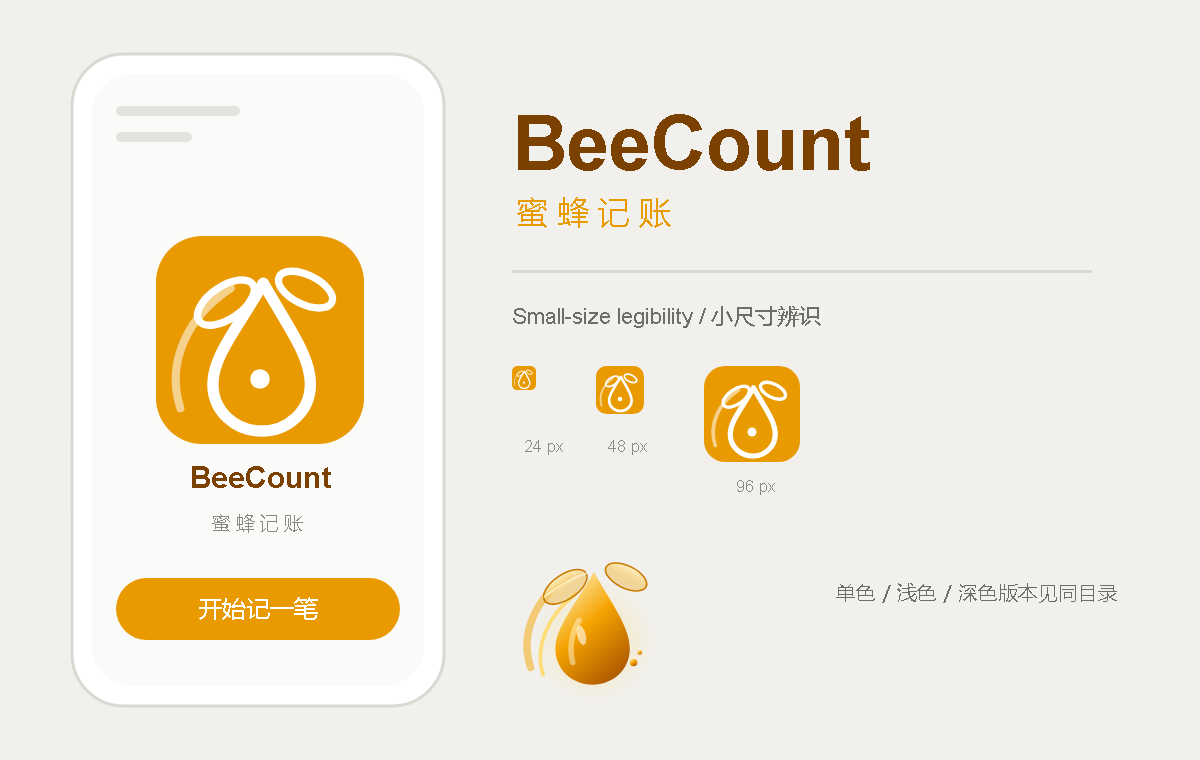 BeeCount
蜜蜂记账
开始记一笔
BeeCount
蜜蜂记账
Small-size legibility / 小尺寸辨识
24 px
48 px
96 px
单色 / 浅色 / 深色版本见同目录